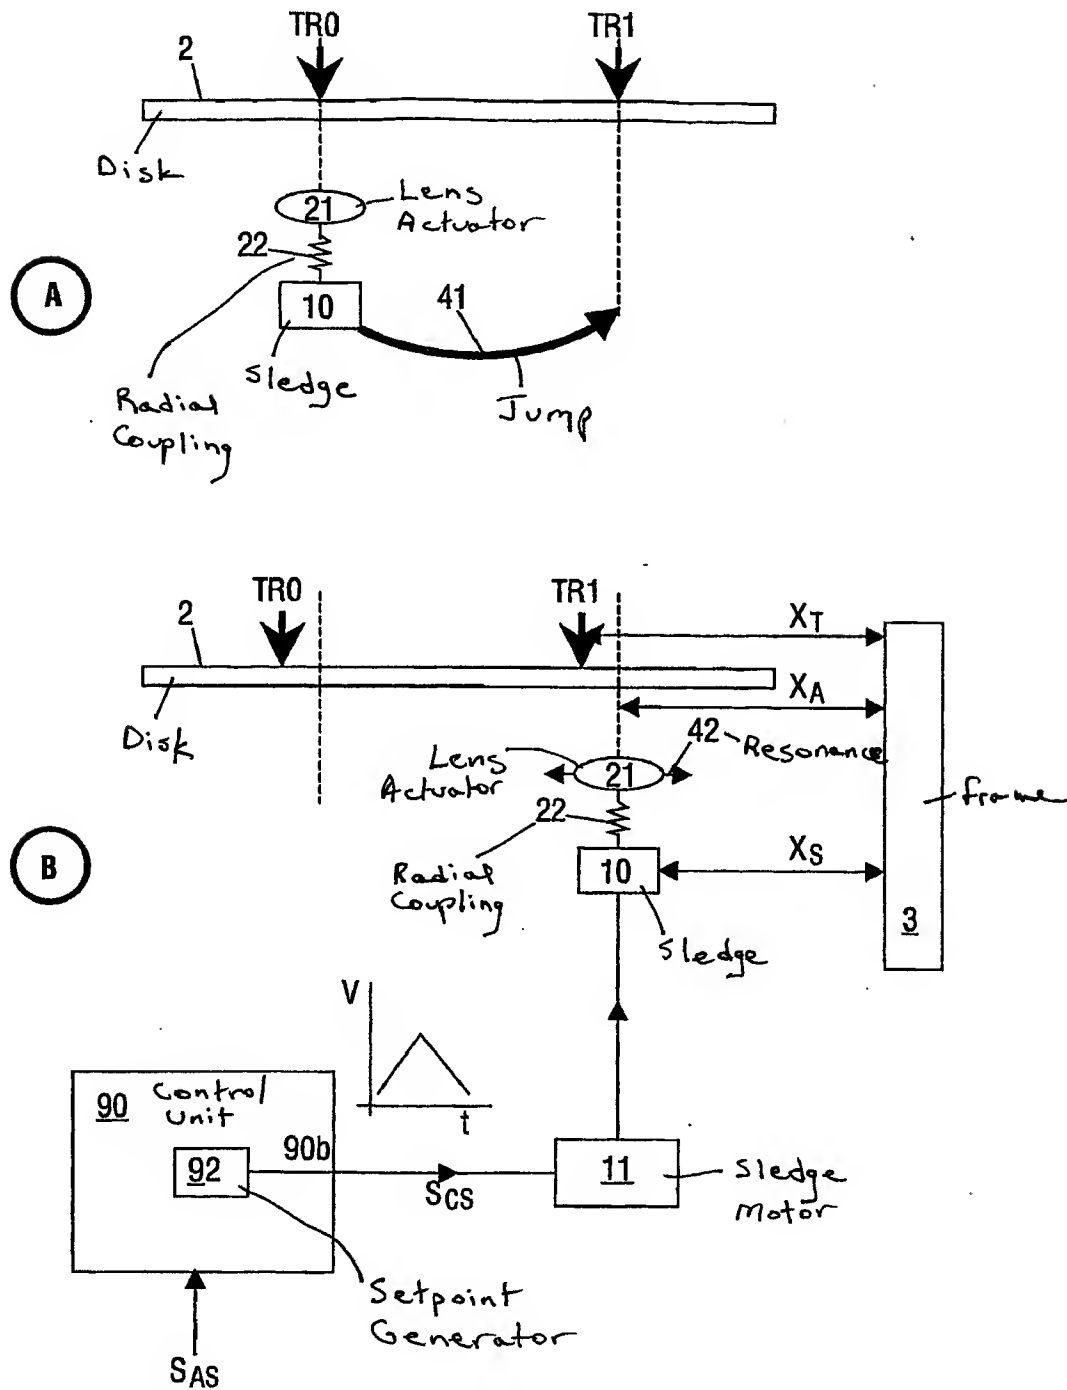 TR0
TR1
2
Disk
21
Lens
Actuator
22
A
10
41
Sledge
Jump
Radial
Coupling
TR0
TR1
2
XT
XA
Disk
42
Resonance
Lens
Actuator
21
frame
22
B
10
XS
Radial
Coupling
3
Sledge
V
t
90
Control
Unit
92
90b
SCS
11
Sledge
Motor
Setpoint
Generator
SAS